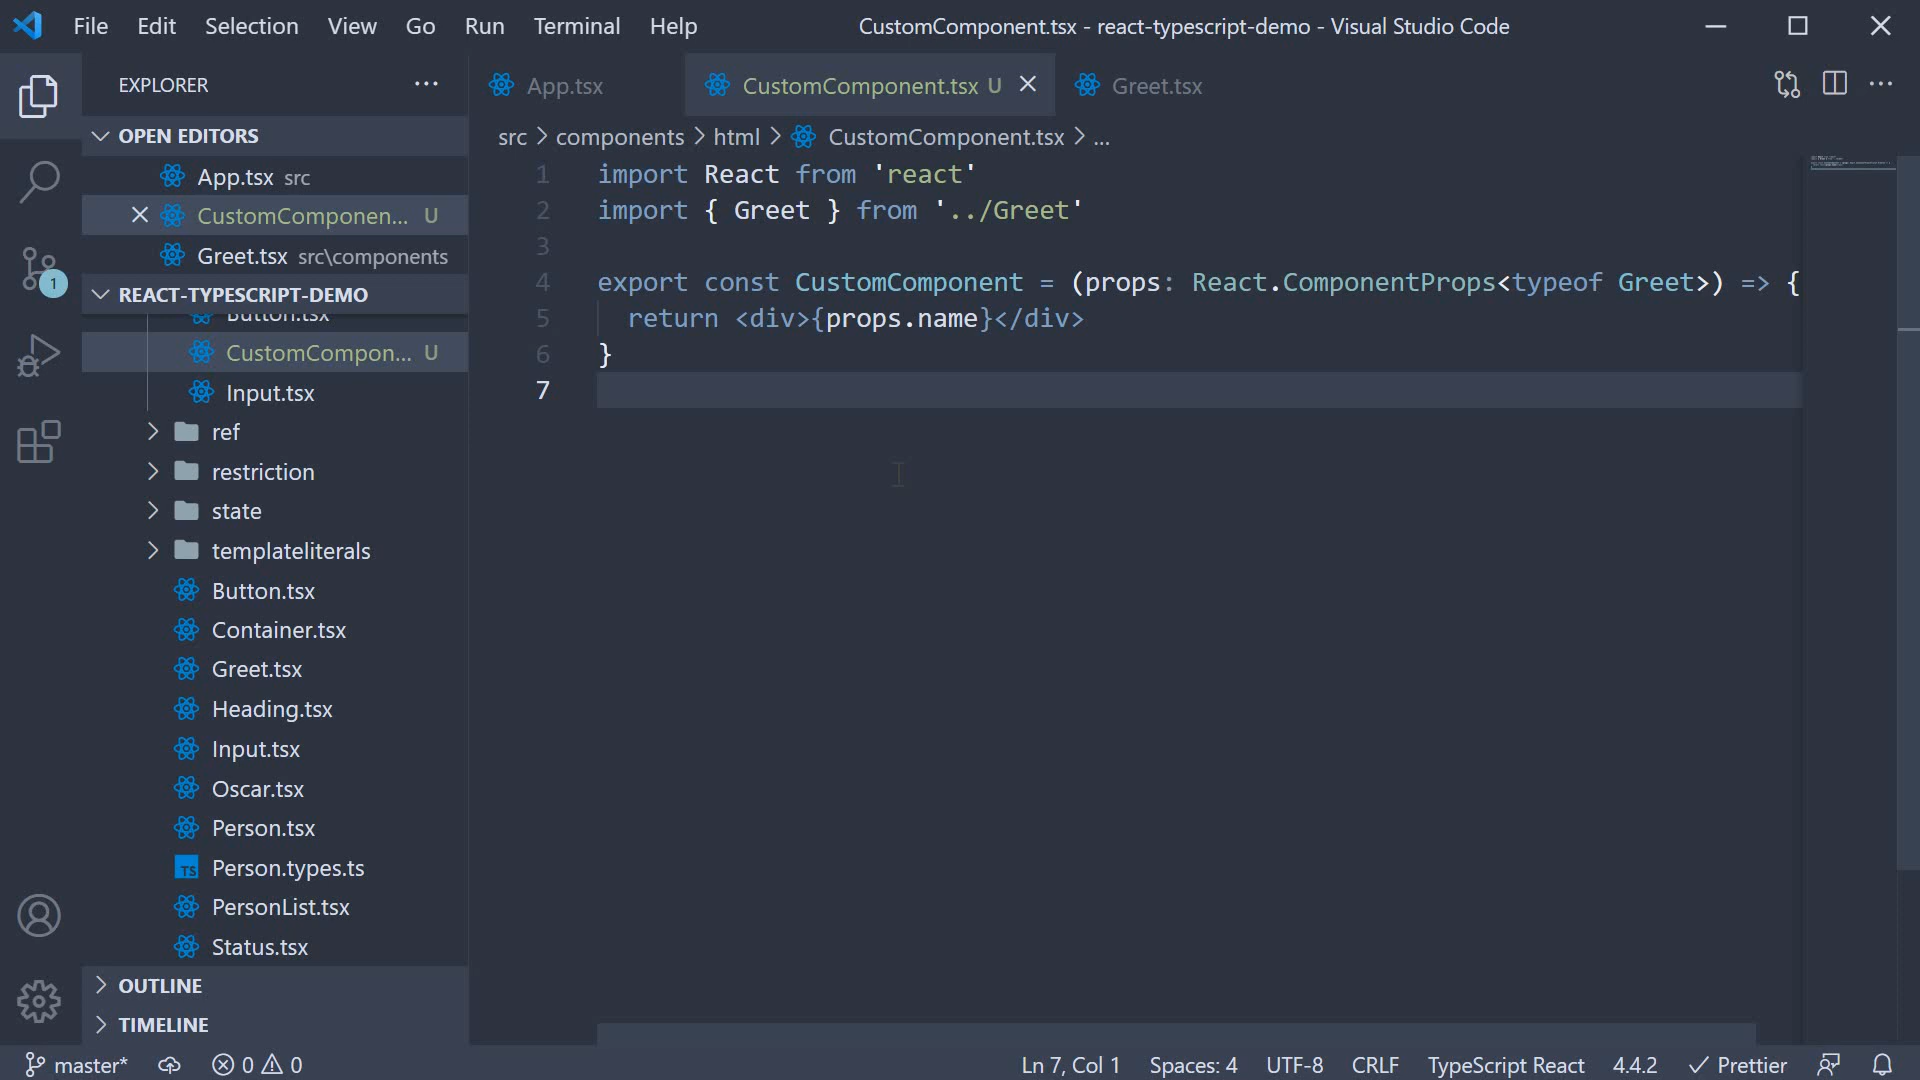 File Edit Selection View Go Run Terminal Help CustomComponent.tsx - react-typescript-demo - Visual Studio Code
EXPLORER
OPEN EDITORS
App.tsx src
CustomComponen... U
Greet.tsx src\components
REACT-TYPESCRIPT-DEMO
Button.tsx
CustomCompon... U
Input.tsx
ref
restriction
state
templateliterals
Button.tsx
Container.tsx
Greet.tsx
Heading.tsx
Input.tsx
Oscar.tsx
Person.tsx
TS Person.types.ts
PersonList.tsx
Status.tsx
OUTLINE
TIMELINE
1
App.tsx CustomComponent.tsx U Greet.tsx
src > components > html > CustomComponent.tsx > ...
1 import React from 'react'
2 import { Greet } from '../Greet'
3
4 export const CustomComponent = (props: React.ComponentProps<typeof Greet>) => {
5 return <div>{props.name}</div>
6 }
7
master* 0 0 Ln 7, Col 1 Spaces: 4 UTF-8 CRLF TypeScript React 4.4.2 Prettier